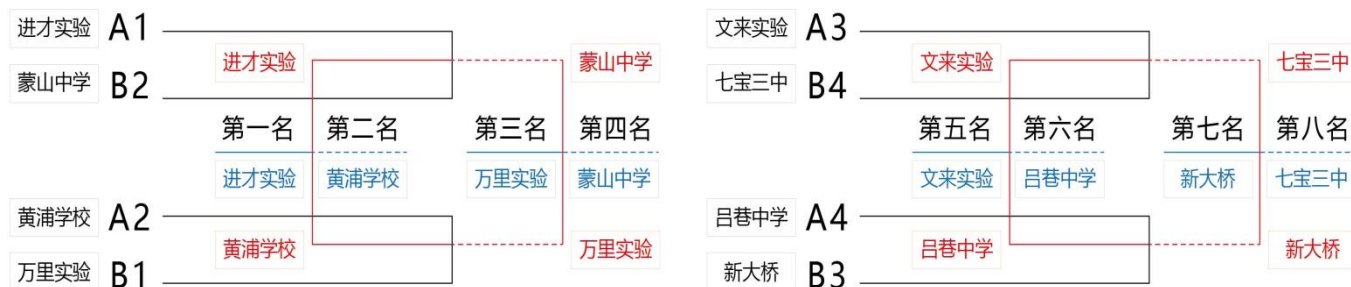 进才实验 A1
进才实验 蒙山中学
蒙山中学 B2
第一名 第二名 第三名 第四名
进才实验 黄浦学校 万里实验 蒙山中学
黄浦学校 A2
黄浦学校 万里实验
万里实验 B1
文来实验 A3
文来实验 七宝三中
七宝三中 B4
第五名 第六名 第七名 第八名
文来实验 吕巷中学 新大桥 七宝三中
吕巷中学 A4
吕巷中学 新大桥
新大桥 B3